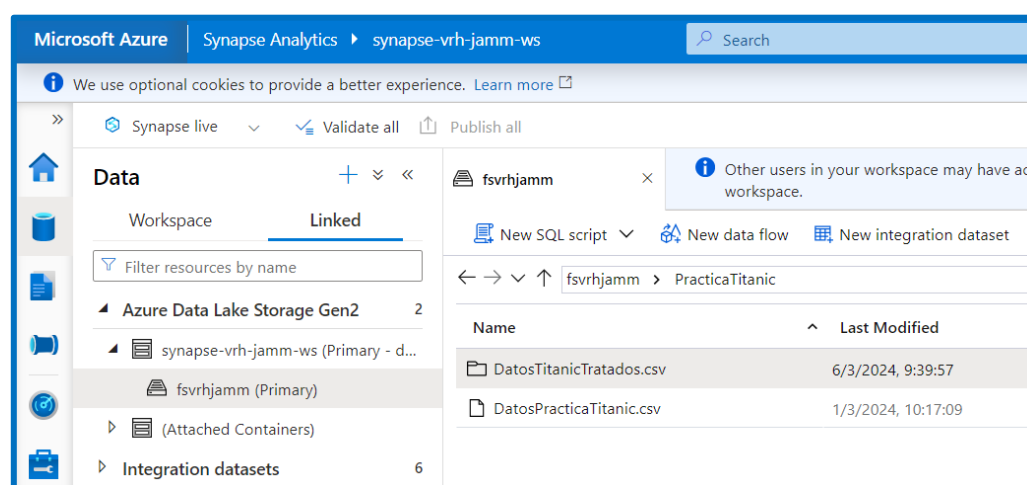 Microsoft Azure Synapse Analytics synapse-vrh-jamm-ws Search
We use optional cookies to provide a better experience. Learn more
Synapse live Validate all Publish all
Data
Workspace Linked
Filter resources by name
Azure Data Lake Storage Gen2 2
synapse-vrh-jamm-ws (Primary - d...
fsvrhjamm (Primary)
(Attached Containers)
Integration datasets 6
fsvrhjamm
Other users in your workspace may have ac
workspace.
New SQL script New data flow New integration dataset
fsvrhjamm PracticaTitanic
Name Last Modified
DatosTitanicTratados.csv 6/3/2024, 9:39:57
DatosPracticaTitanic.csv 1/3/2024, 10:17:09